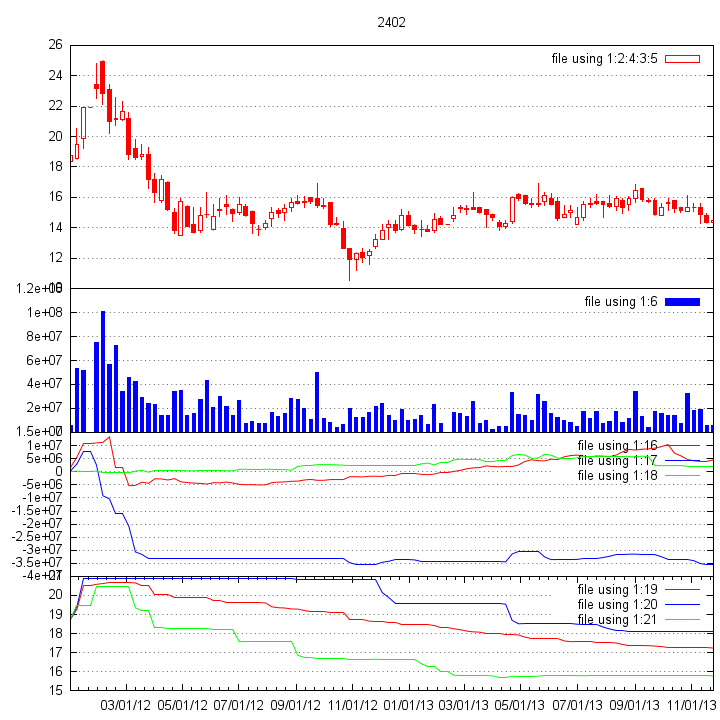 2402
26
file using 1:2:4:3:5
24
22
20
18
16
14
12
10
1.2e+08
file using 1:6
1e+08
8e+07
6e+07
4e+07
2e+07
0
1.5e+07
file using 1:16
1e+07
file using 1:17
5e+06
file using 1:18
0
-5e+06
-1e+07
-1.5e+07
-2e+07
-2.5e+07
-3e+07
-3.5e+07
-4e+07
21
file using 1:19
20
file using 1:20
19
file using 1:21
18
17
16
15
03/01/12 05/01/12 07/01/12 09/01/12 11/01/12 01/01/13 03/01/13 05/01/13 07/01/13 09/01/13 11/01/13